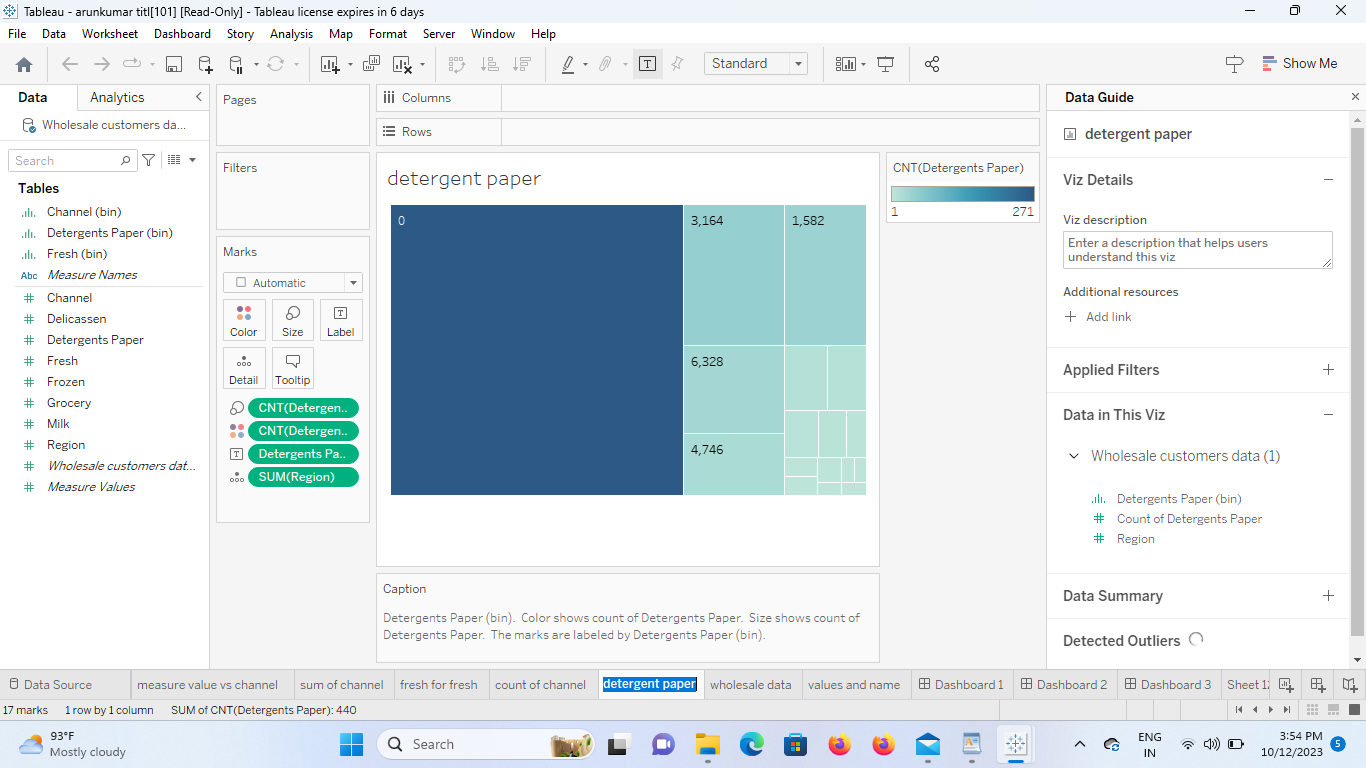 Tableau - arunkumar titl[101] [Read-Only] - Tableau license expires in 6 days
File Data Worksheet Dashboard Story Analysis Map Format Server Window Help
Standard
Show Me
Data Analytics
Wholesale customers da...
Search
Tables
Channel (bin)
Detergents Paper (bin)
Fresh (bin)
Abc Measure Names
Channel
Delicassen
Detergents Paper
Fresh
Frozen
Grocery
Milk
Region
Wholesale customers dat...
Measure Values
Pages
Filters
Marks
Automatic
Color Size Label
Detail Tooltip
CNT(Detergen..
CNT(Detergen..
Detergents Pa..
SUM(Region)
Columns
Rows
detergent paper
0 3,164 1,582
6,328
4,746
Caption
Detergents Paper (bin). Color shows count of Detergents Paper. Size shows count of
Detergents Paper. The marks are labeled by Detergents Paper (bin).
CNT(Detergents Paper)
1 271
Data Guide
detergent paper
Viz Details
Viz description
Enter a description that helps users
understand this viz
Additional resources
Add link
Applied Filters
Data in This Viz
Wholesale customers data (1)
Detergents Paper (bin)
Count of Detergents Paper
Region
Data Summary
Detected Outliers
Data Source measure value vs channel sum of channel fresh for fresh count of channel detergent paper wholesale data values and name Dashboard 1 Dashboard 2 Dashboard 3 Sheet 12
17 marks 1 row by 1 column SUM of CNT(Detergents Paper): 440
93°F
Mostly cloudy
Search
ENG
IN
3:54 PM
10/12/2023
5